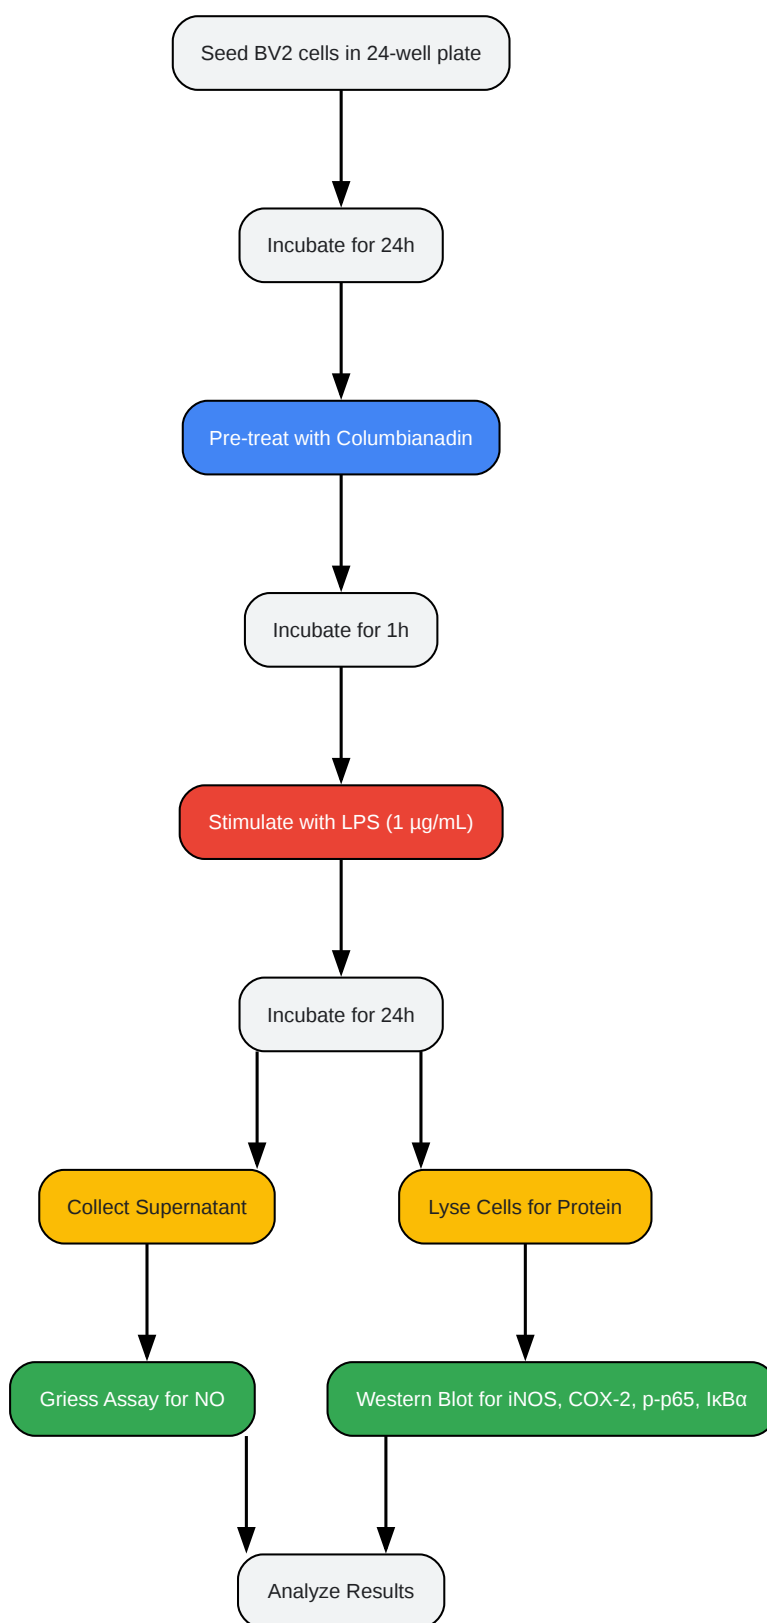 Seed BV2 cells in 24-well plate
Incubate for 24h
Pre-treat with Columbianadin
Incubate for 1h
Stimulate with LPS (1 µg/mL)
Incubate for 24h
Collect Supernatant
Lyse Cells for Protein
Griess Assay for NO
Western Blot for iNOS, COX-2, p-p65, IκBα
Analyze Results